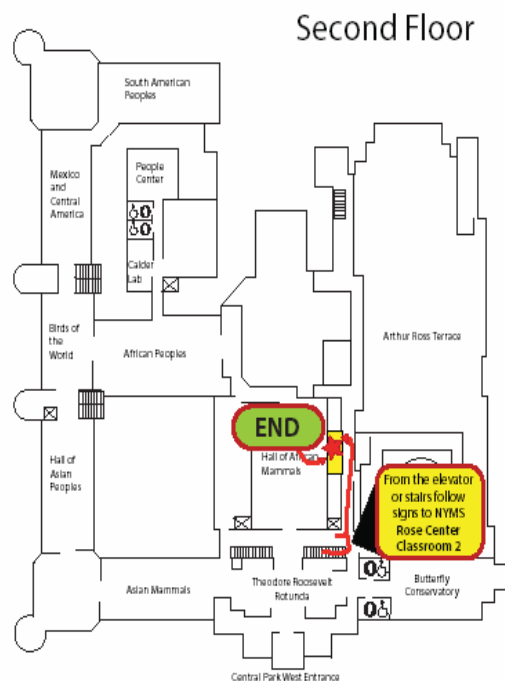 Second Floor
South American
Peoples
People
Center
Mexico
and
Central
America
Calder
Lab
Birds of
the
World
African Peoples
Arthur Ross Terrace
END
Hall of African
Mammals
Hall of
Asian
Peoples
From the elevator
or stairs follow
signs to NYMS
Rose Center
Classroom 2
Asian Mammals
Theodore Roosevelt
Rotunda
Butterfly
Conservatory
Central Park West Entrance